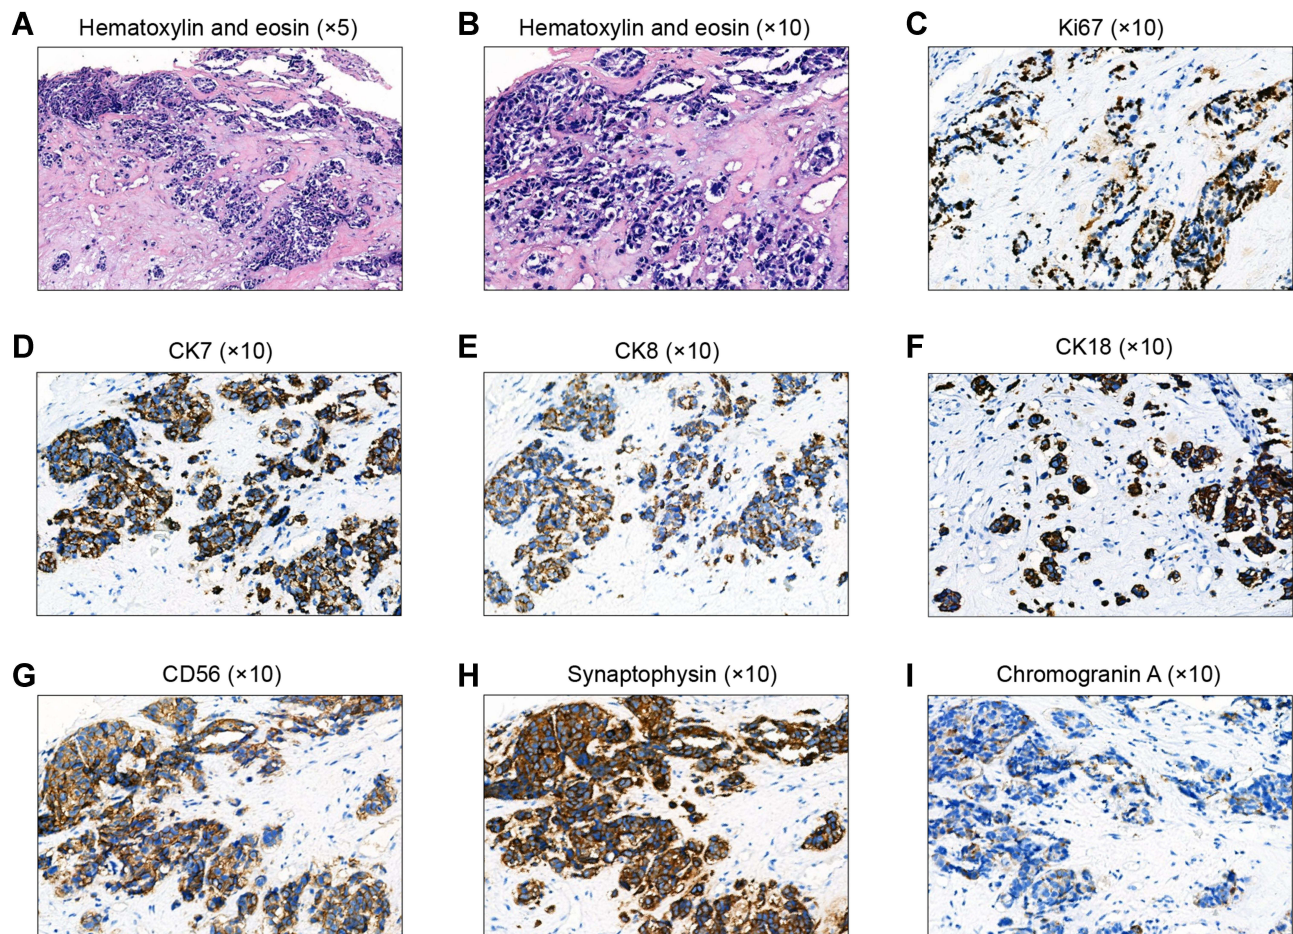 A Hematoxylin and eosin (×5)
B Hematoxylin and eosin (×10)
C Ki67 (×10)
D CK7 (×10)
E CK8 (×10)
F CK18 (×10)
G CD56 (×10)
H Synaptophysin (×10)
I Chromogranin A (×10)